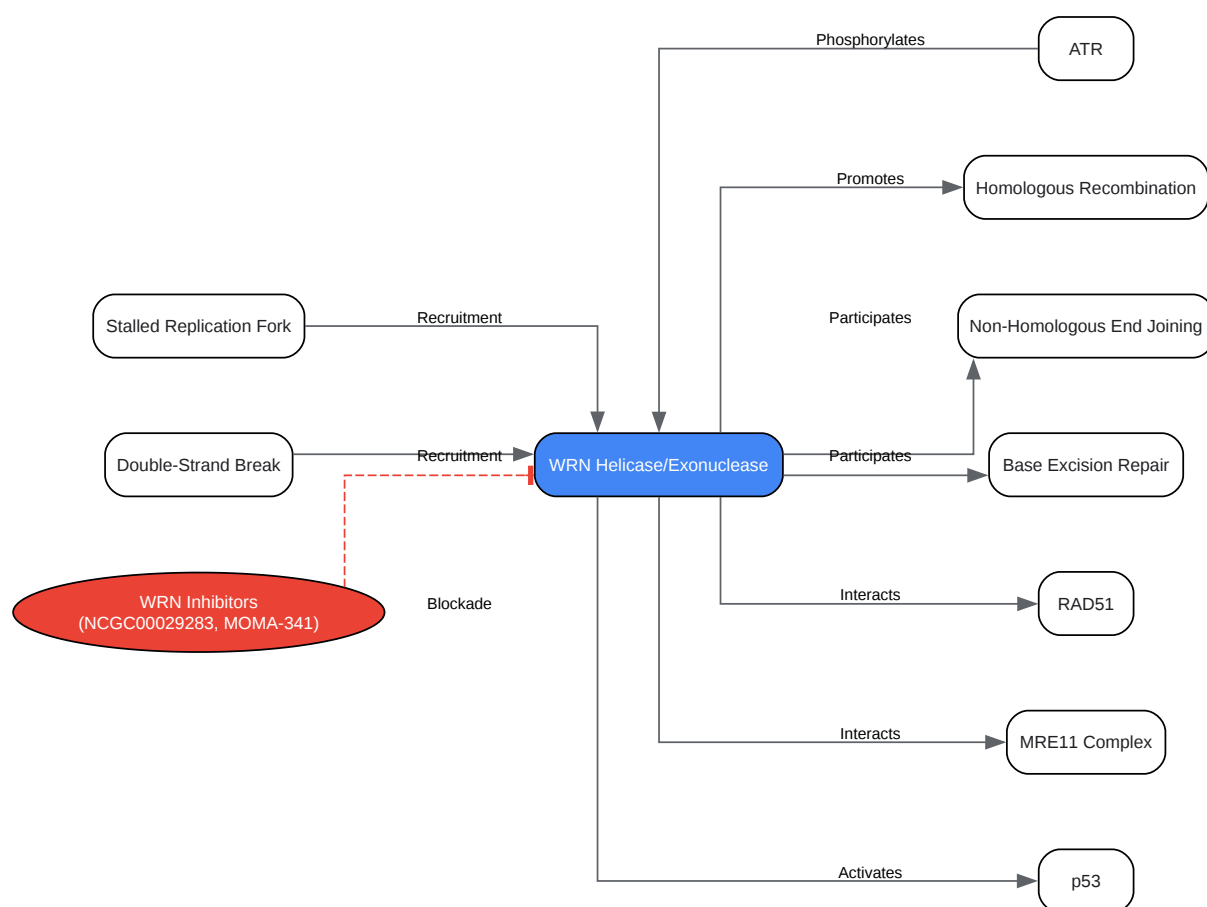 Phosphorylates
ATR
Promotes
Homologous Recombination
Stalled Replication Fork
Recruitment
Participates
Non-Homologous End Joining
Double-Strand Break
Recruitment
WRN Helicase/Exonuclease
Participates
Base Excision Repair
WRN Inhibitors
(NCGC00029283, MOMA-341)
Blockade
Interacts
RAD51
Interacts
MRE11 Complex
Activates
p53